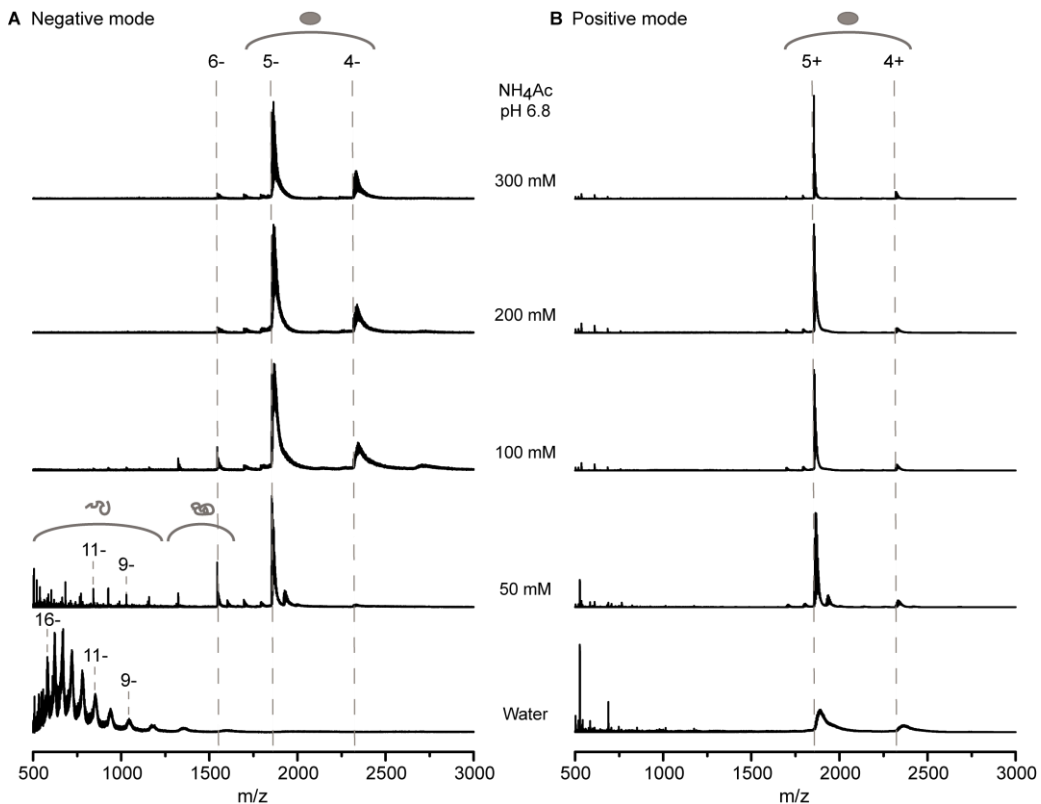 A Negative mode
6-
5-
4-
B Positive mode
5+
4+
NH4Ac
pH 6.8
300 mM
200 mM
100 mM
50 mM
Water
11-
9-
16-
11-
9-
500
1000
1500
2000
2500
3000
m/z
500
1000
1500
2000
2500
3000
m/z